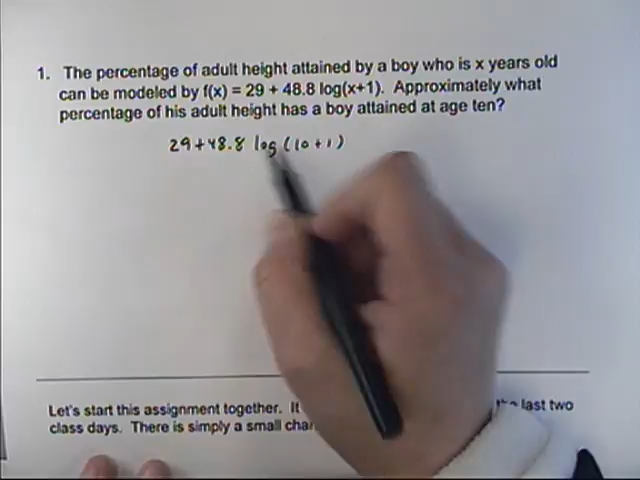 1. The percentage of adult height attained by a boy who is x years old
can be modeled by f(x) = 29 + 48.8 log(x+1). Approximately what
percentage of his adult height has a boy attained at age ten?
29+48.8 log(10+1)
Let's start this assignment together. It last two
class days. There is simply a small